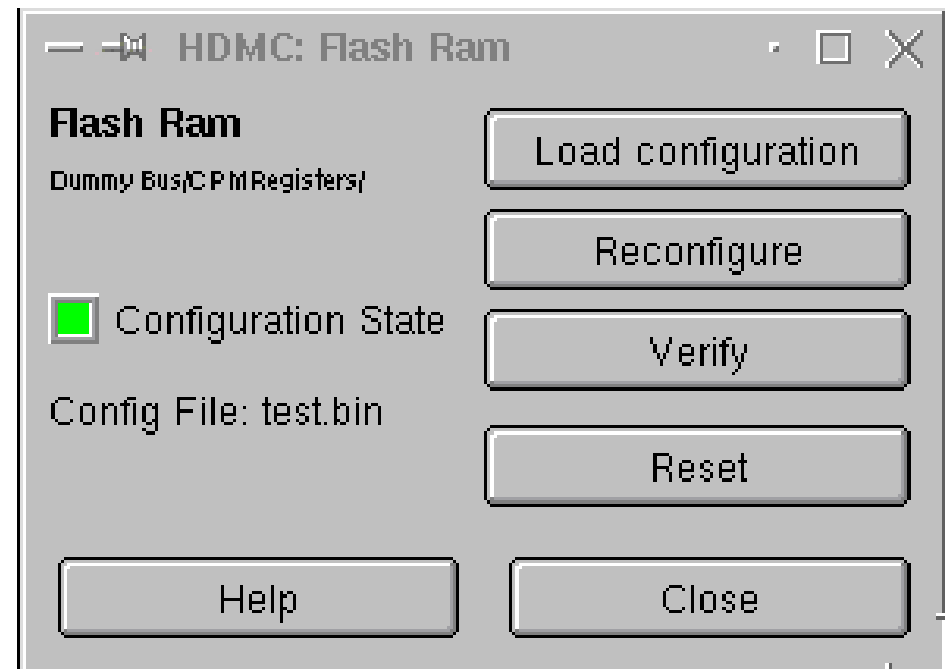 HDMC: Flash Ram
Flash Ram
Dummy Bus/CPMRegisters/
Load configuration
Reconfigure
Configuration State
Verify
Config File: test.bin
Reset
Help
Close